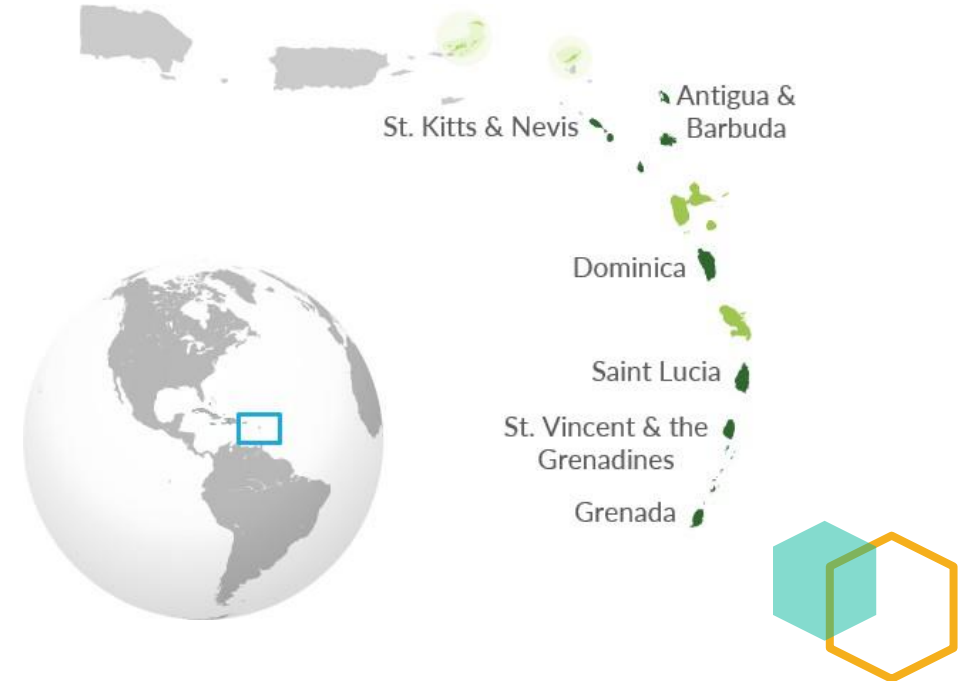 Antigua &
Barbuda
St. Kitts & Nevis
Dominica
Saint Lucia
St. Vincent & the
Grenadines
Grenada